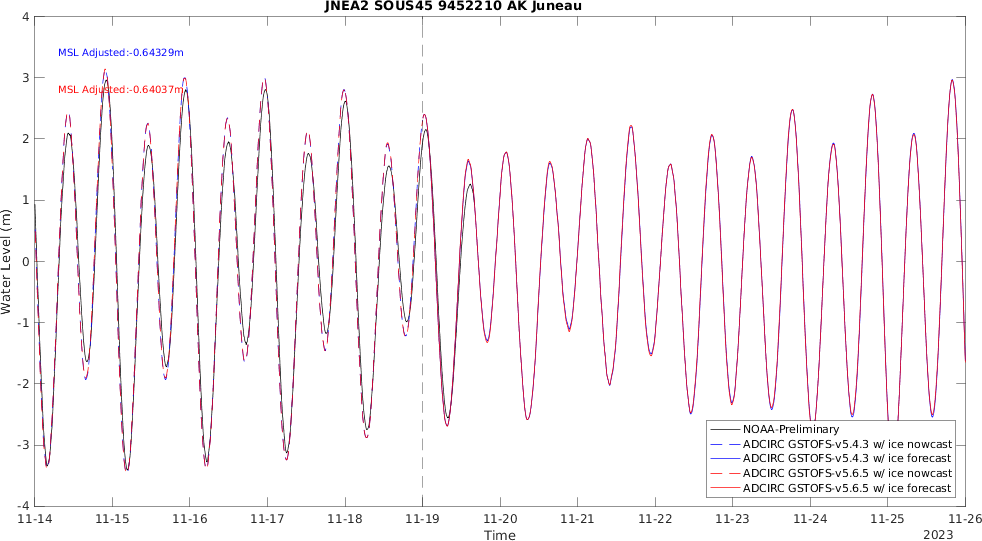 JNEA2 SOUS45 9452210 AK Juneau
MSL Adjusted:-0.64329m
MSL Adjusted:-0.64037m
4
3
2
1
0
-1
-2
-3
-4
Water Level (m)
NOAA-Preliminary
ADCIRC GSTOFS-v5.4.3 w/ ice nowcast
ADCIRC GSTOFS-v5.4.3 w/ ice forecast
ADCIRC GSTOFS-v5.6.5 w/ ice nowcast
ADCIRC GSTOFS-v5.6.5 w/ ice forecast
11-14 11-15 11-16 11-17 11-18 11-19 11-20 11-21 11-22 11-23 11-24 11-25 11-26
Time
2023